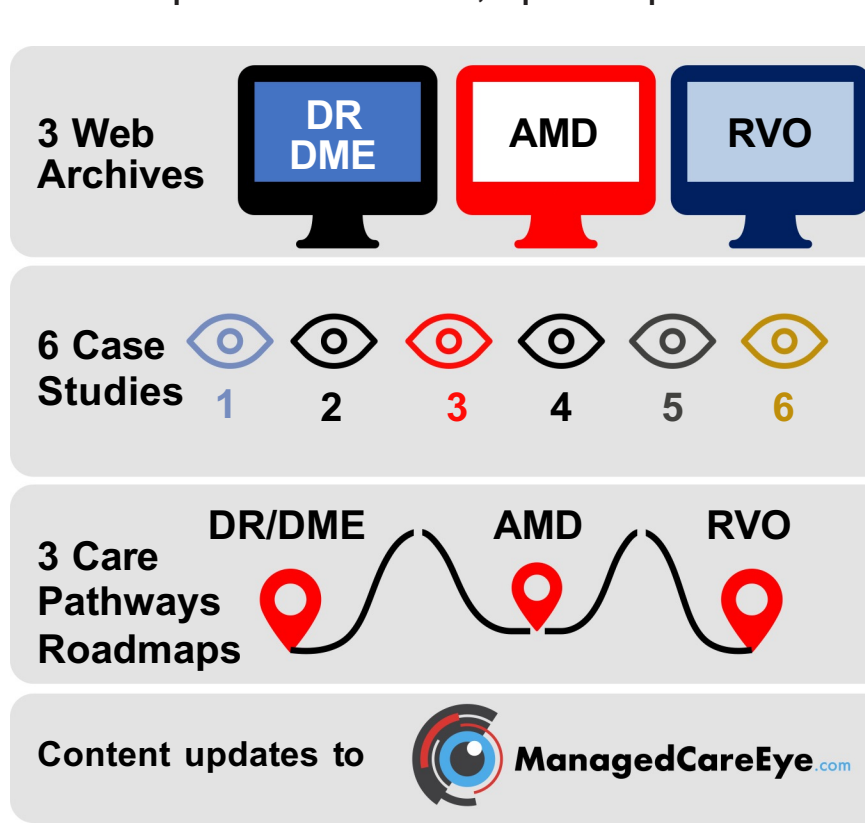 3 Web
Archives
DR
DME
AMD
RVO
6 Case
Studies
1 2 3 4 5 6
DR/DME AMD RVO
3 Care
Pathways
Roadmaps
Content updates to
ManagedCareEye.com